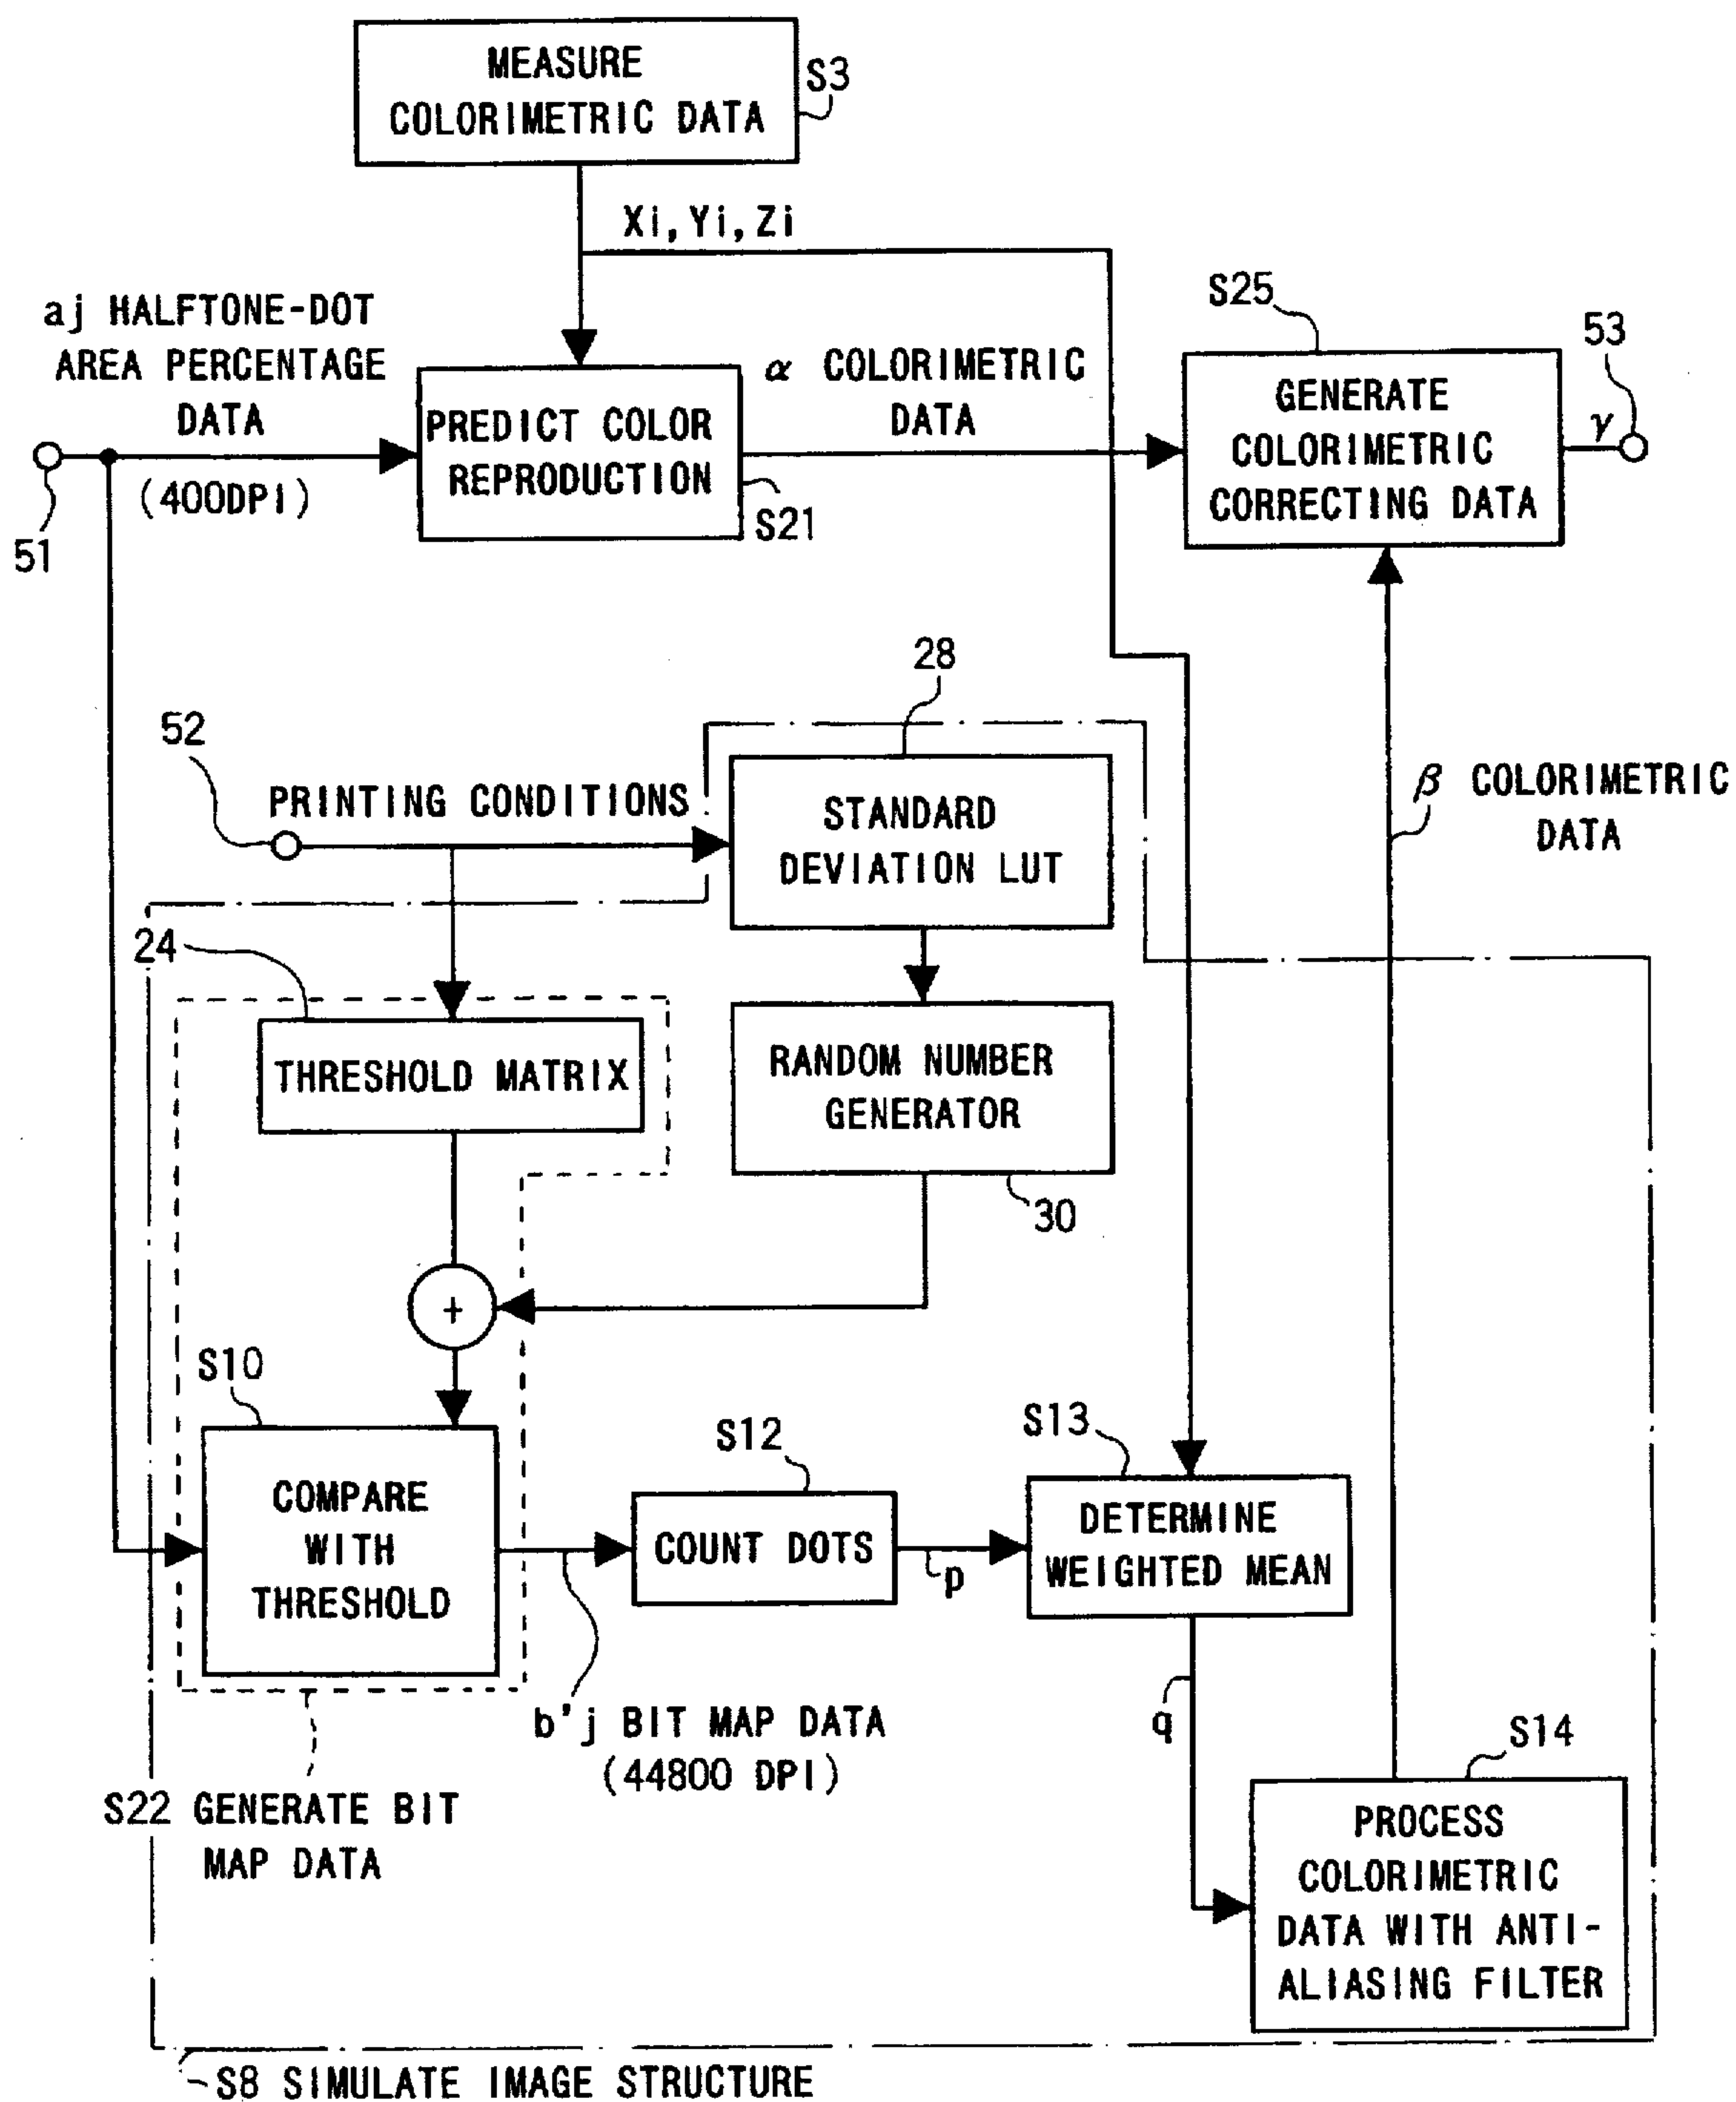 MEASURE
COLORIMETRIC DATA
S3
Xi, Yi, Zi
aj HALFTONE-DOT
AREA PERCENTAGE
DATA
(400DPI)
51
PREDICT COLOR
REPRODUCTION
S21
α COLORIMETRIC
DATA
S25
GENERATE
COLORIMETRIC
CORRECTING DATA
γ
53
28
52
PRINTING CONDITIONS
STANDARD
DEVIATION LUT
β COLORIMETRIC
DATA
24
THRESHOLD MATRIX
RANDOM NUMBER
GENERATOR
30
+
S10
COMPARE
WITH
THRESHOLD
S12
COUNT DOTS
p
S13
DETERMINE
WEIGHTED MEAN
q
b'j BIT MAP DATA
(44800 DPI)
S22 GENERATE BIT
MAP DATA
S14
PROCESS
COLORIMETRIC
DATA WITH ANTI-
ALIASING FILTER
S8 SIMULATE IMAGE STRUCTURE